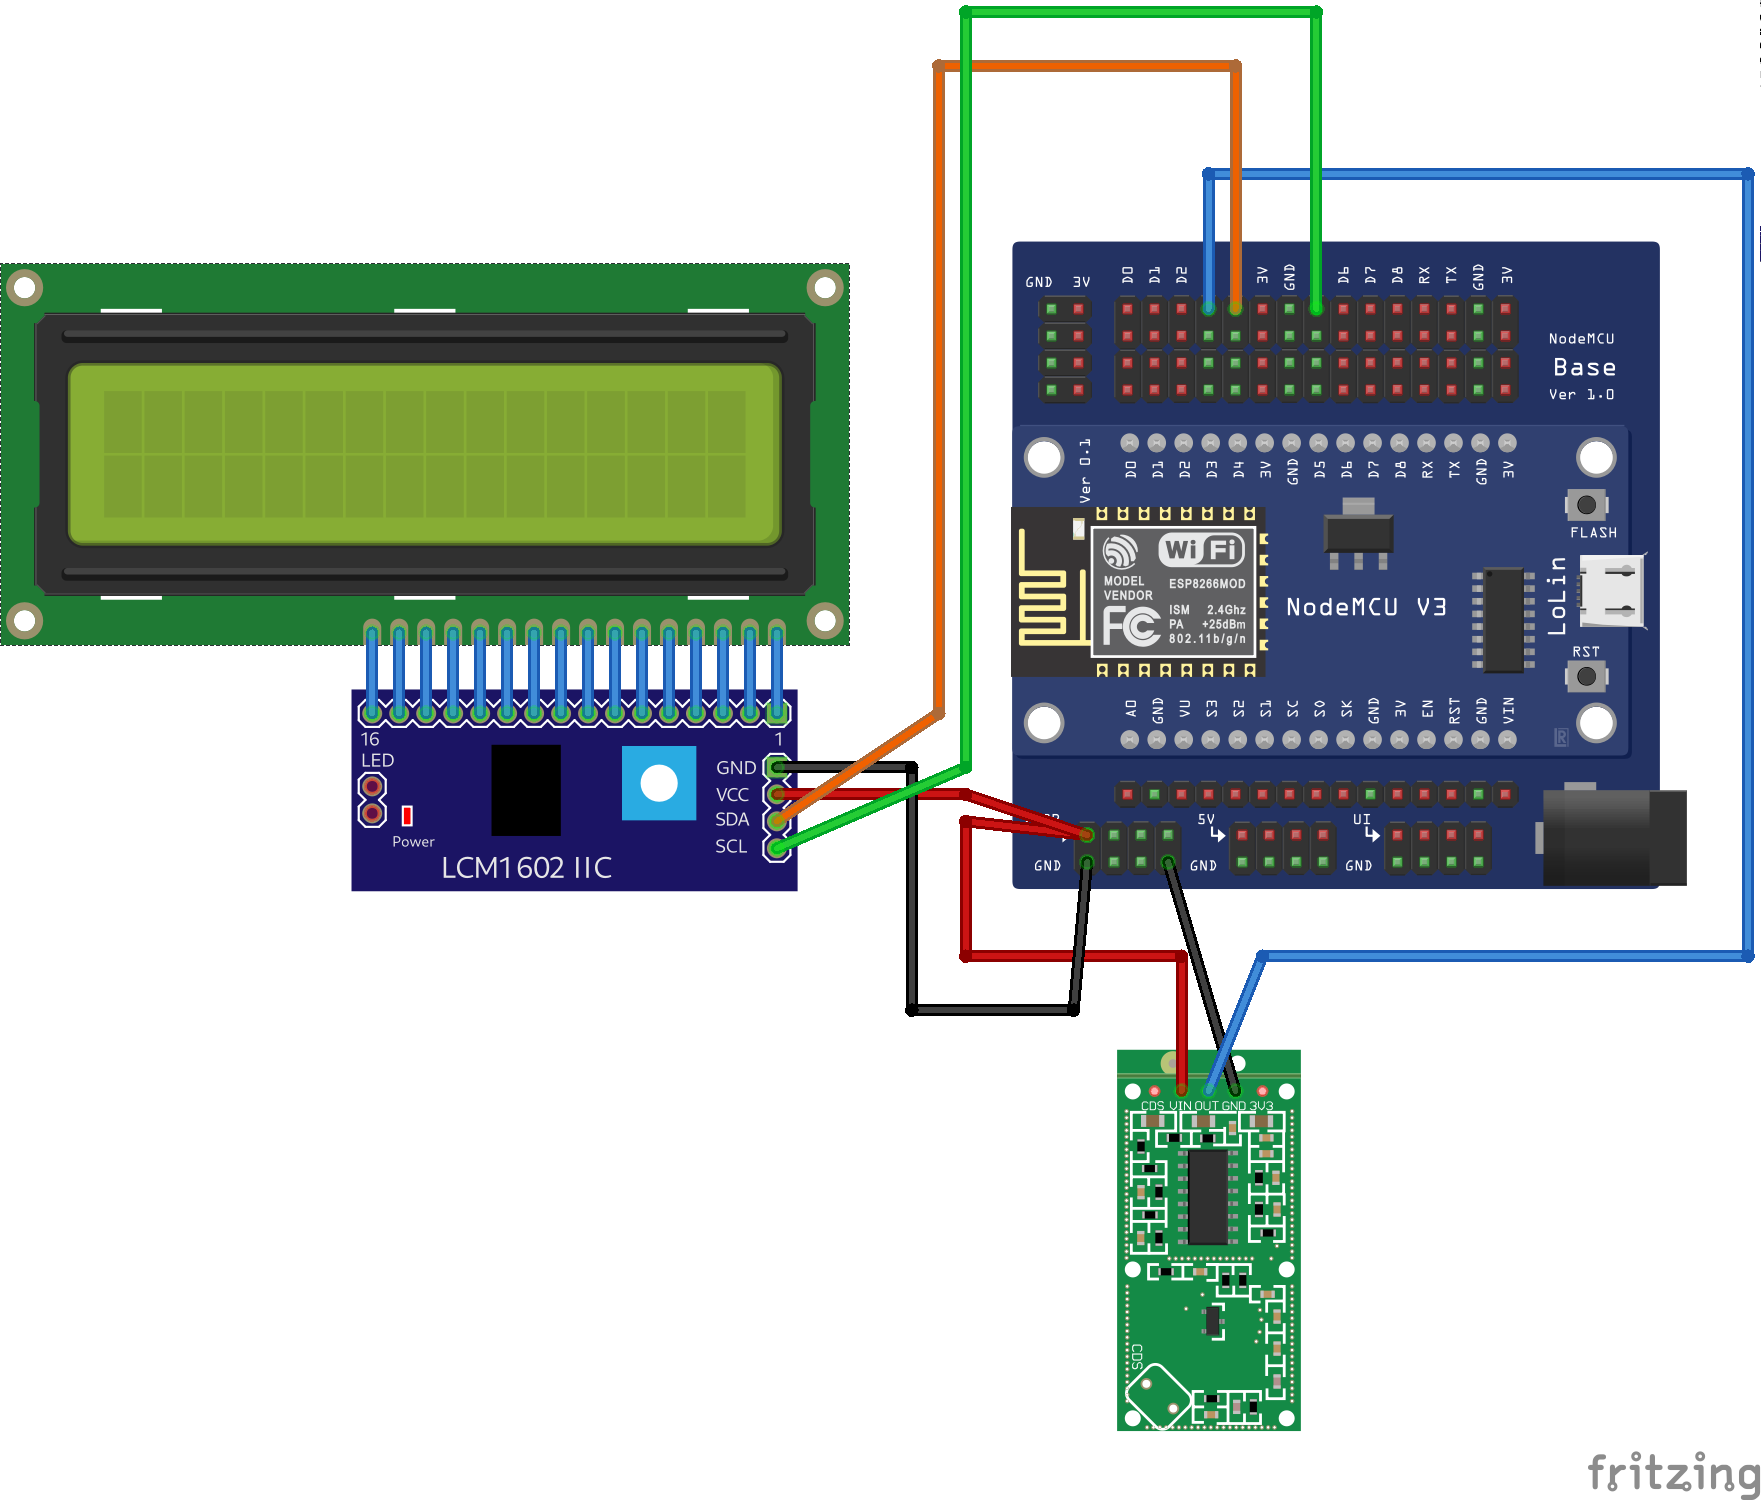 GND 3V D0 D1 D2 3V GND D6 D7 D8 RX TX GND 3V
NodeMCU
Base
Ver 1.0
Ver 0.1
D0 D1 D2 D3 D4 3V GND D5 D6 D7 D8 RX TX GND 3V
FLASH
WiFi
MODEL
VENDOR
ESP8266MOD
FC
ISM 2.4Ghz
PA +25dBm
802.11b/g/n
NodeMCU V3
LoLin
RST
A0 GND VU S3 S2 S1 SC S0 SK GND 3V EN RST GND VIN
16
LED
1
GND
VCC
SDA
SCL
Power
LCM1602 IIC
5V
UI
GND
GND
GND
CDS VIN OUT GND 3V3
CDS
fritzing